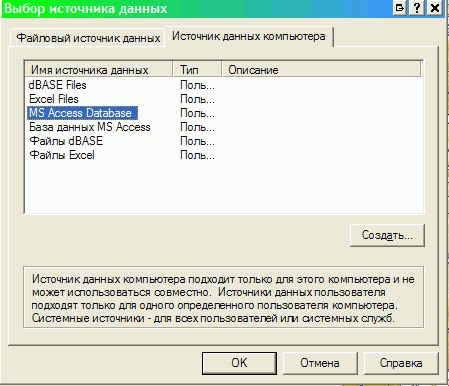 Выбор источника данных
Файловый источник данных Источник данных компьютера
Имя источника данных Тип Описание
dBASE Files Поль...
Excel Files Поль...
MS Access Database Поль...
База данных MS Access Поль...
Файлы dBASE Поль...
Файлы Excel Поль...
Создать...
Источник данных компьютера подходит только для этого компьютера и не
может использоваться совместно. Источники данных пользователя
подходят только для одного определенного пользователя компьютера.
Системные источники - для всех пользователей или системных служб.
OK Отмена Справка